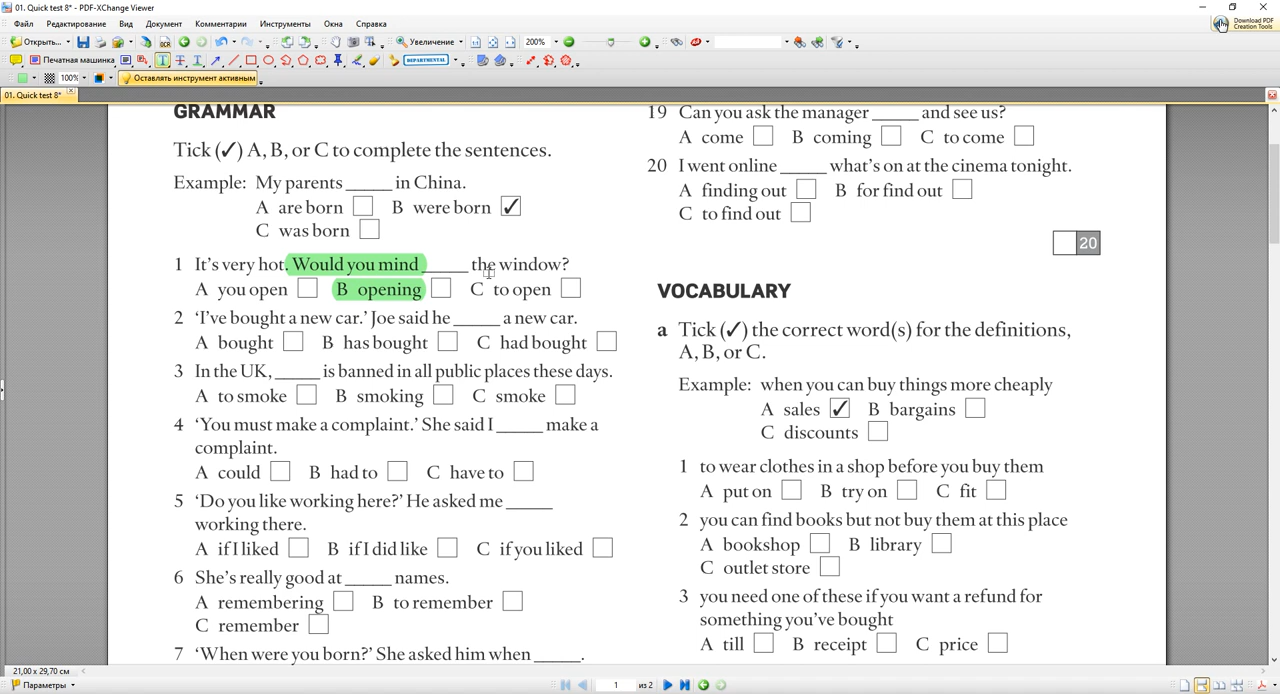 01. Quick test 8* - PDF-XChange Viewer
Файл Редактирование Вид Документ Комментарии Инструменты Окна Справка
Download PDF Creation Tools
Открыть... OCR Увеличение 200%
Печатная машинка DEPARTMENTAL
100% Оставлять инструмент активным
01. Quick test 8*
GRAMMAR
Tick (✓) A, B, or C to complete the sentences.
Example: My parents _____ in China.
A are born B were born ✓
C was born
1 It's very hot. Would you mind _____ the window?
A you open B opening C to open
2 'I've bought a new car.' Joe said he _____ a new car.
A bought B has bought C had bought
3 In the UK, _____ is banned in all public places these days.
A to smoke B smoking C smoke
4 'You must make a complaint.' She said I _____ make a
complaint.
A could B had to C have to
5 'Do you like working here?' He asked me _____
working there.
A if I liked B if I did like C if you liked
6 She's really good at _____ names.
A remembering B to remember
C remember
7 'When were you born?' She asked him when _____.
19 Can you ask the manager _____ and see us?
A come B coming C to come
20 I went online _____ what's on at the cinema tonight.
A finding out B for find out
C to find out
20
VOCABULARY
a Tick (✓) the correct word(s) for the definitions,
A, B, or C.
Example: when you can buy things more cheaply
A sales ✓ B bargains
C discounts
1 to wear clothes in a shop before you buy them
A put on B try on C fit
2 you can find books but not buy them at this place
A bookshop B library
C outlet store
3 you need one of these if you want a refund for
something you've bought
A till B receipt C price
21,00 x 29,70 см
Параметры 1 из 2